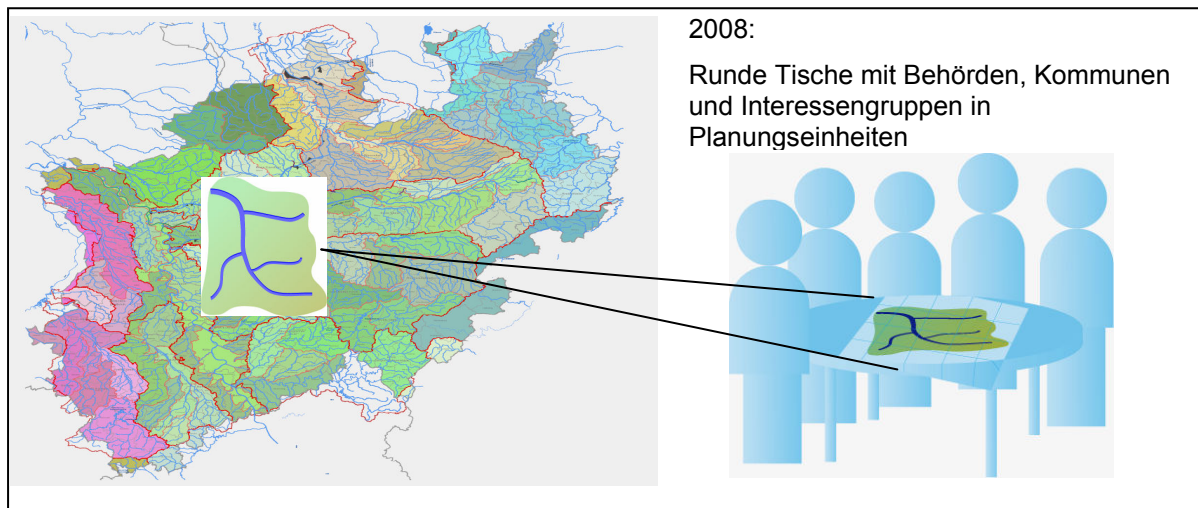 2008:
Runde Tische mit Behörden, Kommunen
und Interessengruppen in
Planungseinheiten